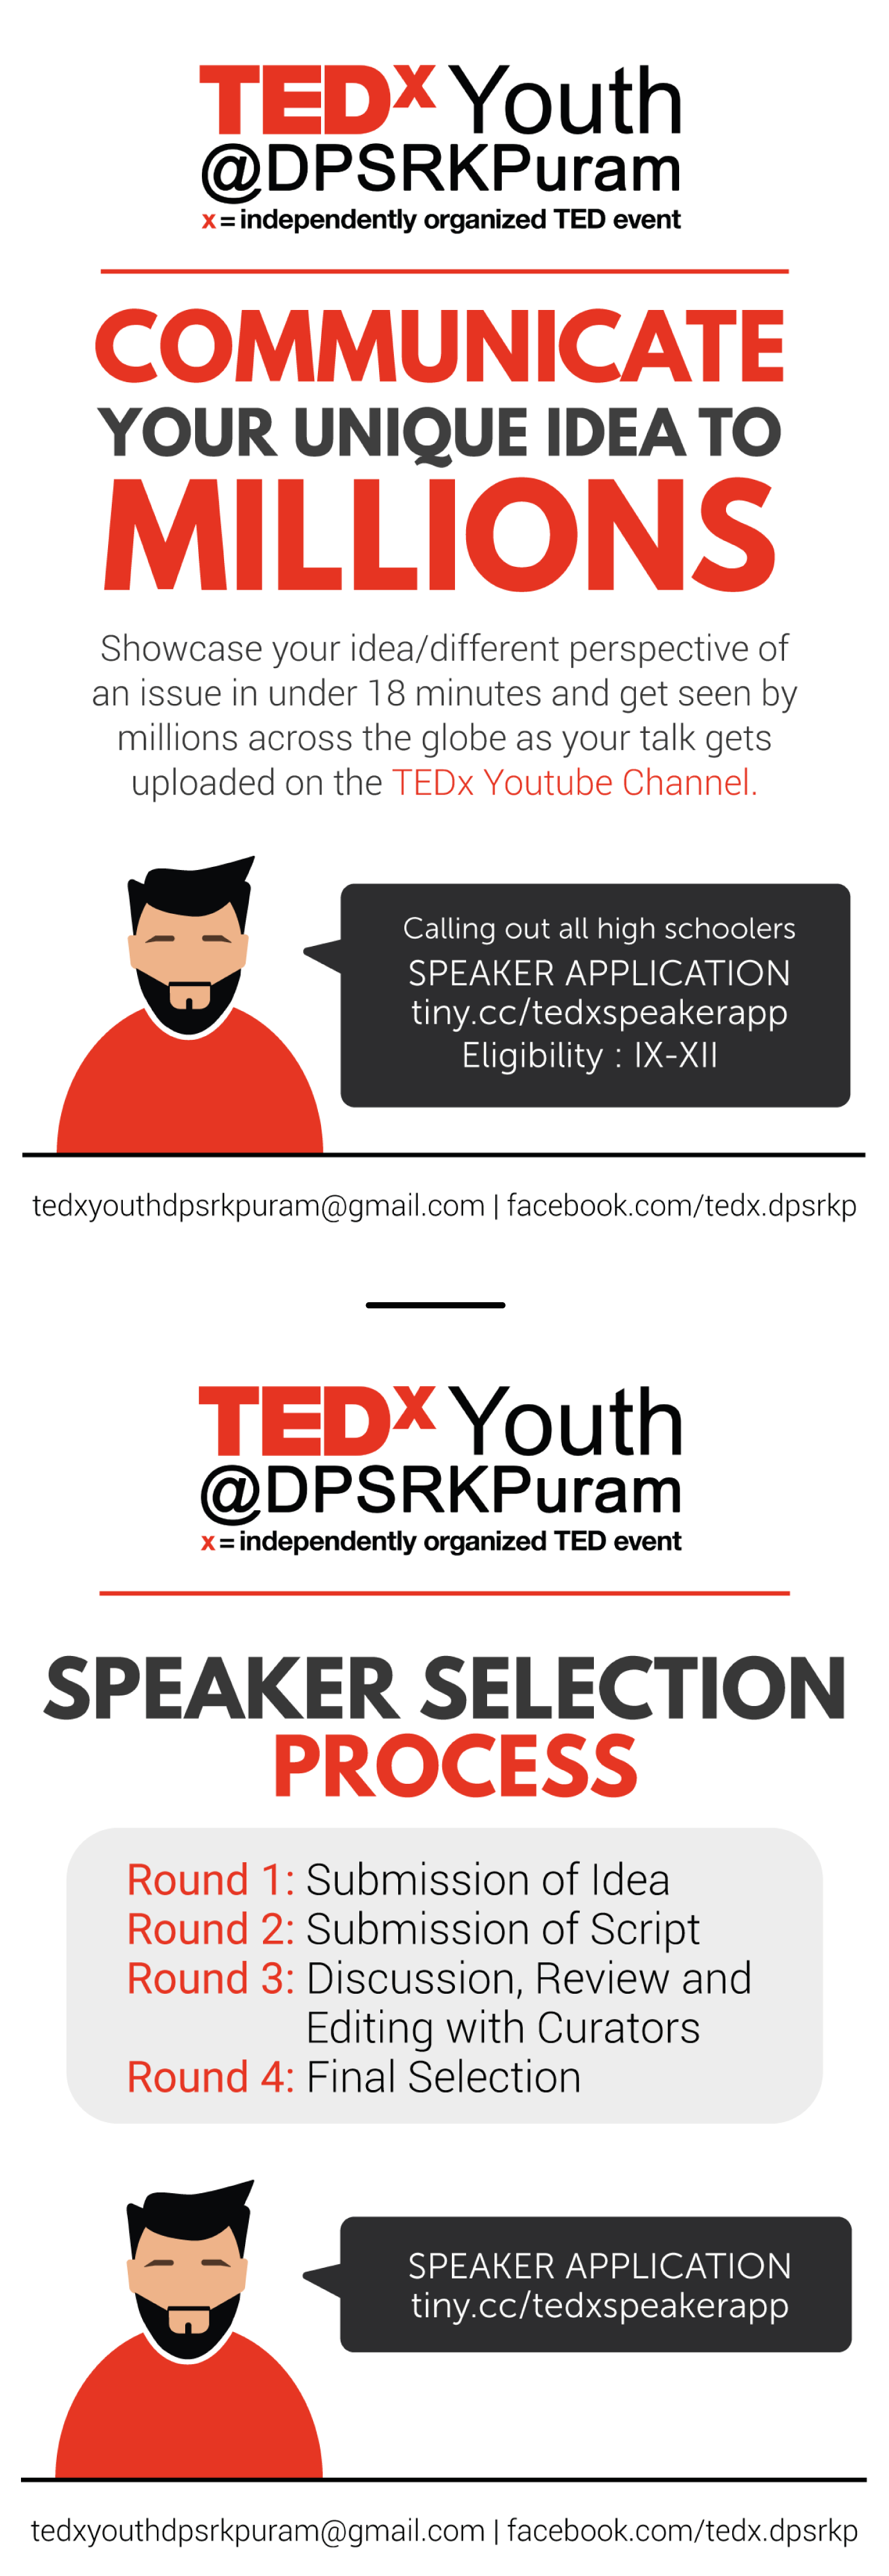 TEDx Youth
@DPSRKPuram
x = independently organized TED event
COMMUNICATE
YOUR UNIQUE IDEA TO
MILLIONS
Showcase your idea/different perspective of
an issue in under 18 minutes and get seen by
millions across the globe as your talk gets
uploaded on the TEDx Youtube Channel.
Calling out all high schoolers
SPEAKER APPLICATION
tiny.cc/tedxspeakerapp
Eligibility : IX-XII
tedxyouthdpsrkpuram@gmail.com | facebook.com/tedx.dpsrkp
TEDx Youth
@DPSRKPuram
x = independently organized TED event
SPEAKER SELECTION
PROCESS
Round 1: Submission of Idea
Round 2: Submission of Script
Round 3: Discussion, Review and
Editing with Curators
Round 4: Final Selection
SPEAKER APPLICATION
tiny.cc/tedxspeakerapp
tedxyouthdpsrkpuram@gmail.com | facebook.com/tedx.dpsrkp